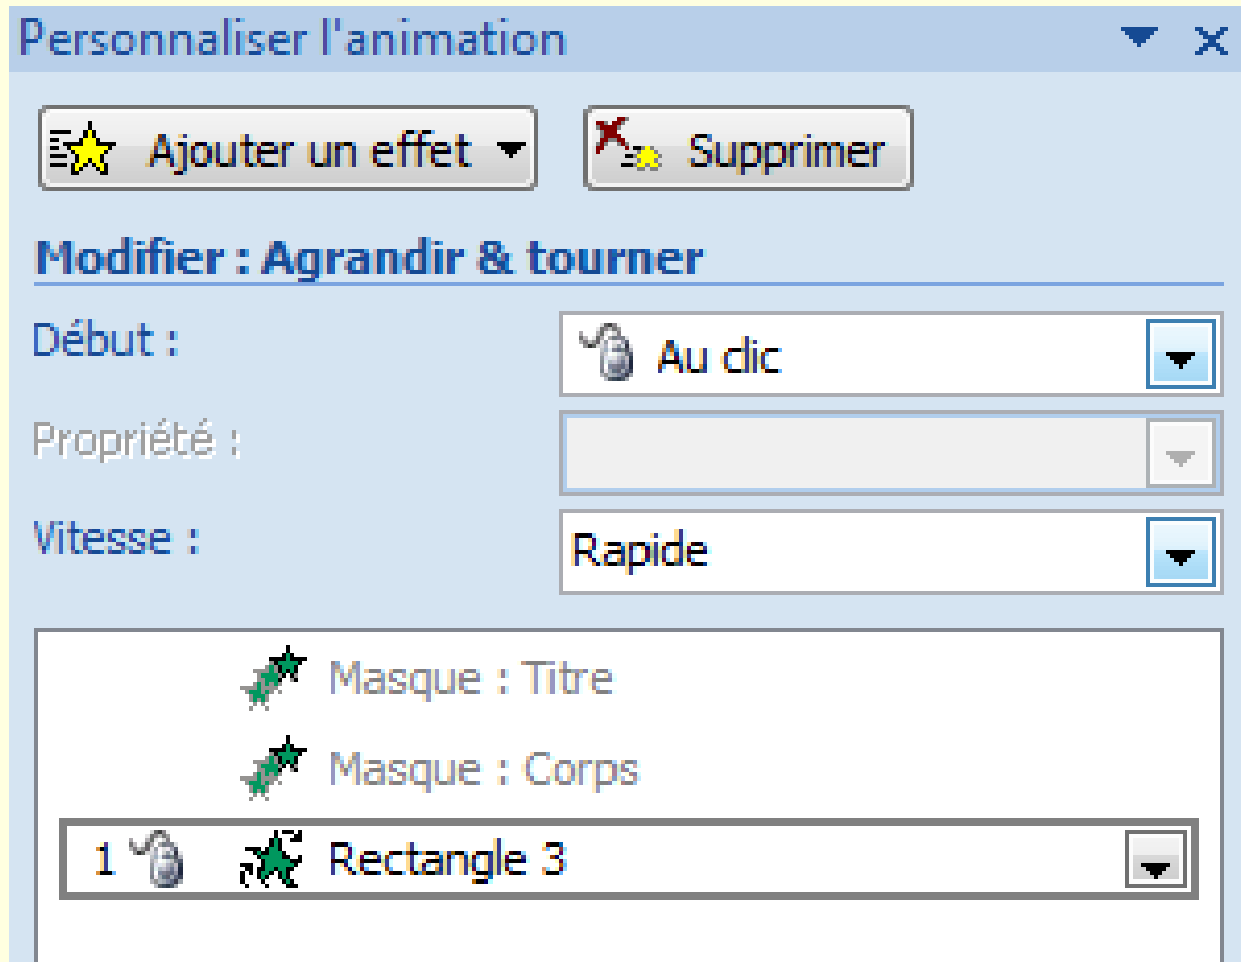 Personnaliser l'animation
Ajouter un effet
Supprimer
Modifier : Agrandir & tourner
Début :
Au clic
Propriété :
Vitesse :
Rapide
Masque : Titre
Masque : Corps
1 Rectangle 3